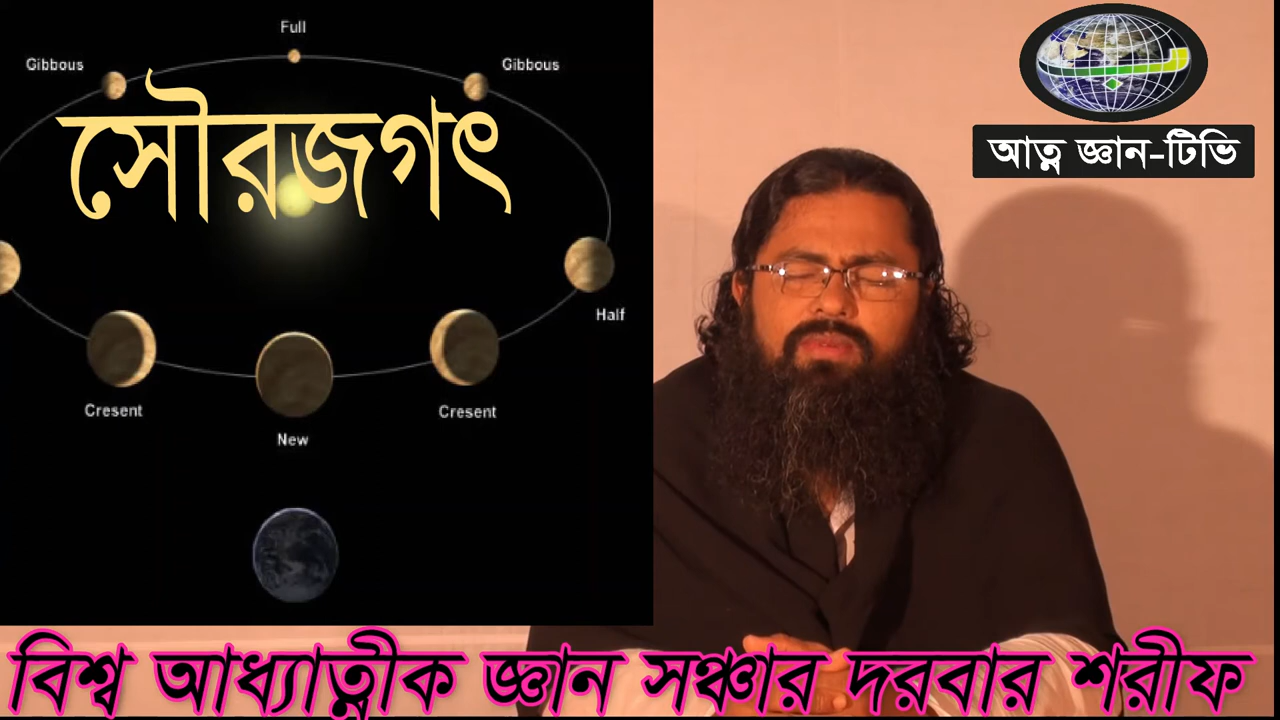 Full
Gibbous
Gibbous
সৌরজগৎ
Half
Cresent
Cresent
New
আত্ন জ্ঞান-টিভি
বিশ্ব আধ্যাত্নীক জ্ঞান সঞ্চার দরবার শরীফ